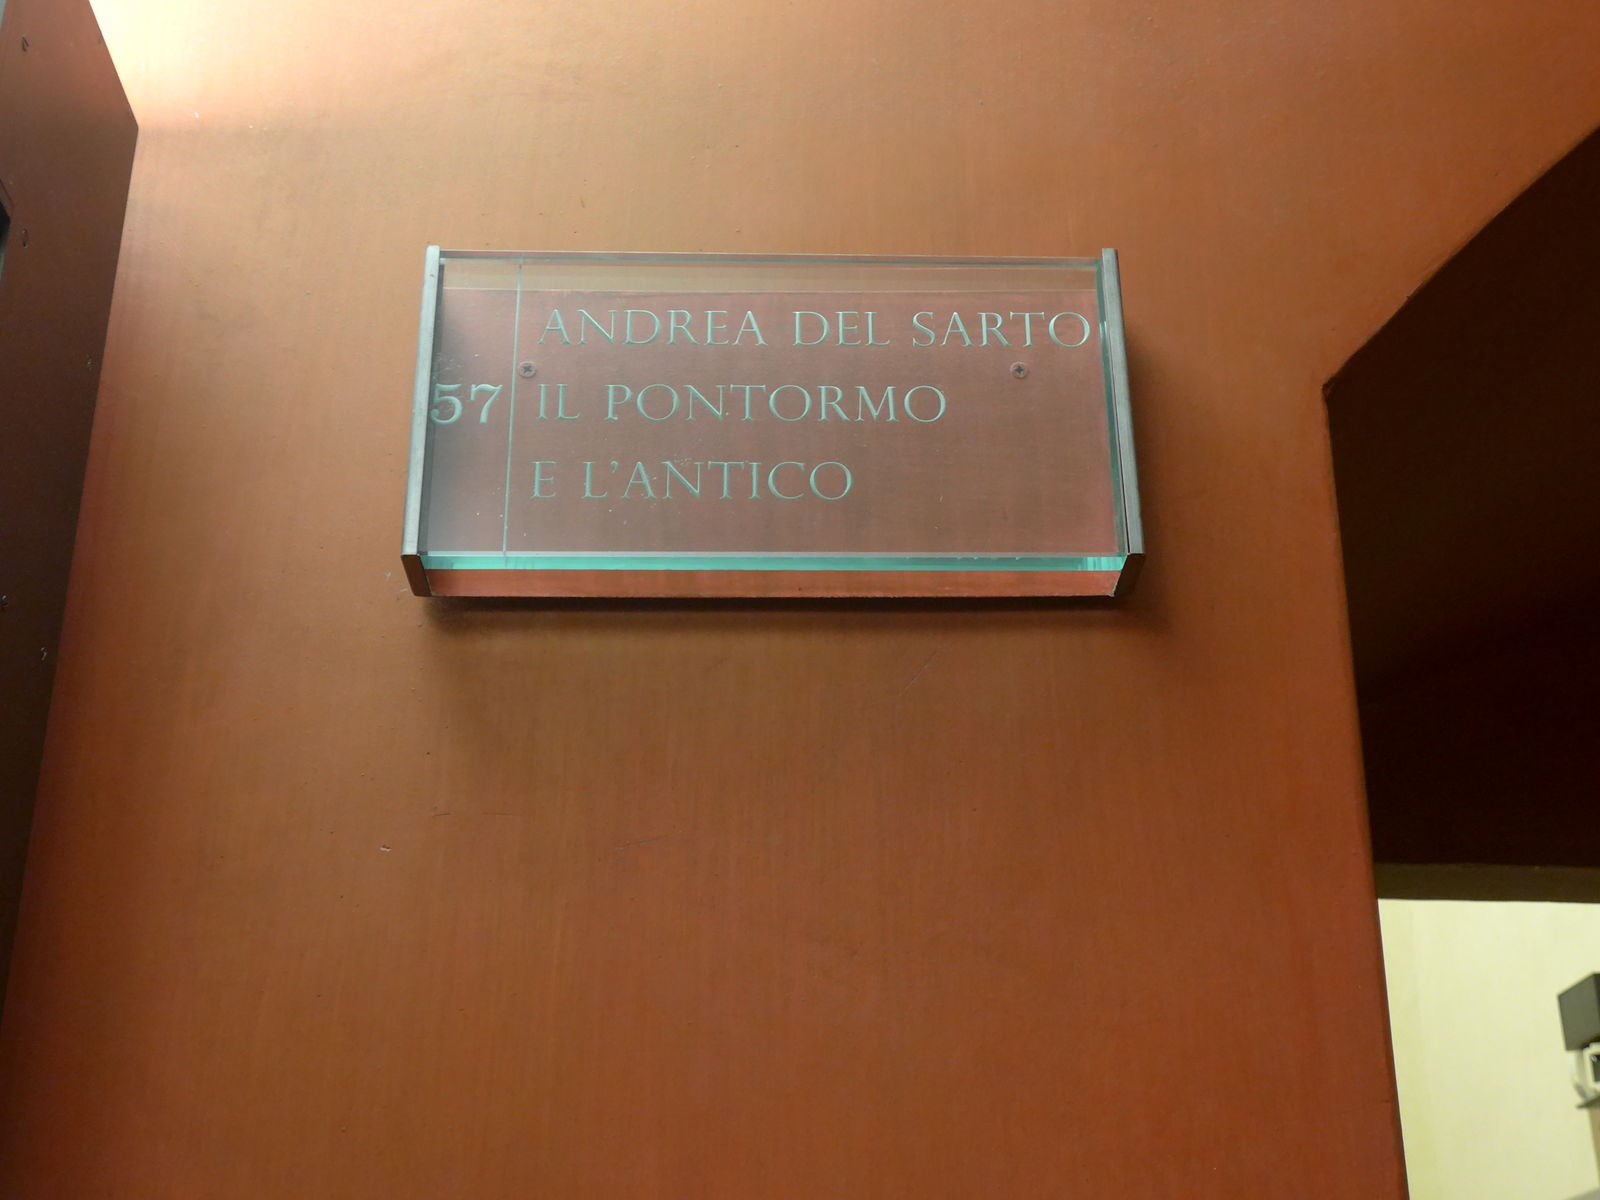 57
ANDREA DEL SARTO
IL PONTORMO
E L'ANTICO